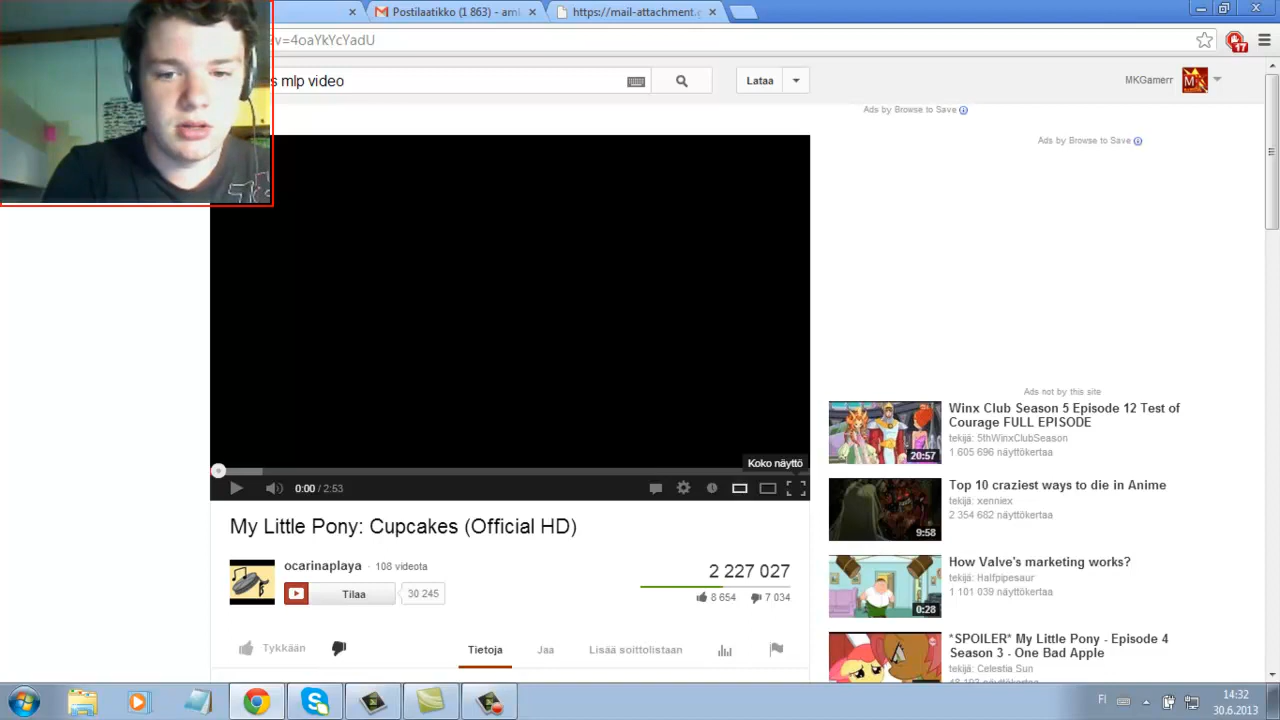 Postilaatikko (1 863) - aml
https://mail-attachment.g
v=4oaYkYcYadU
17
s mlp video
Lataa
MKGamerr
Ads by Browse to Save
Ads by Browse to Save
Ads not by this site
Winx Club Season 5 Episode 12 Test of
Courage FULL EPISODE
tekijä: 5thWinxClubSeason
1 605 696 näyttökertaa
20:57
Koko näyttö
0:00 / 2:53
Top 10 craziest ways to die in Anime
tekijä: xenniex
2 354 682 näyttökertaa
9:58
My Little Pony: Cupcakes (Official HD)
ocarinaplaya · 108 videota
Tilaa
30 245
2 227 027
8 654
7 034
How Valve's marketing works?
tekijä: Halfpipesaur
1 101 039 näyttökertaa
0:28
Tykkään
Tietoja
Jaa
Lisää soittolistaan
*SPOILER* My Little Pony - Episode 4
Season 3 - One Bad Apple
tekijä: Celestia Sun
FI
14:32
30.6.2013